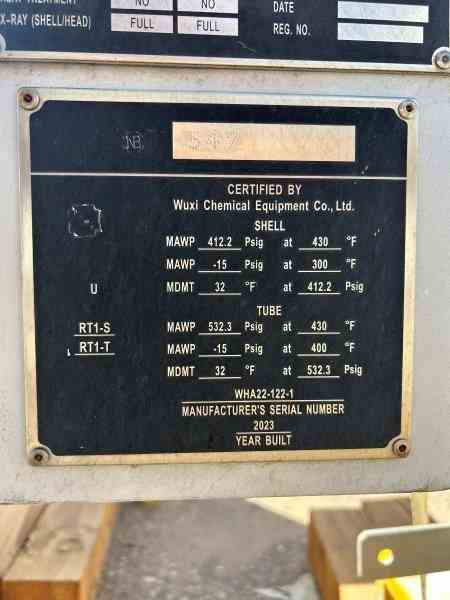 NO NO
X-RAY (SHELL/HEAD) FULL FULL
DATE
REG. NO.
NB 547
CERTIFIED BY
Wuxi Chemical Equipment Co., Ltd.
SHELL
MAWP 412.2 Psig at 430 °F
MAWP -15 Psig at 300 °F
U MDMT 32 °F at 412.2 Psig
TUBE
RT1-S MAWP 532.3 Psig at 430 °F
RT1-T MAWP -15 Psig at 400 °F
MDMT 32 °F at 532.3 Psig
WHA22-122-1
MANUFACTURER'S SERIAL NUMBER
2023
YEAR BUILT